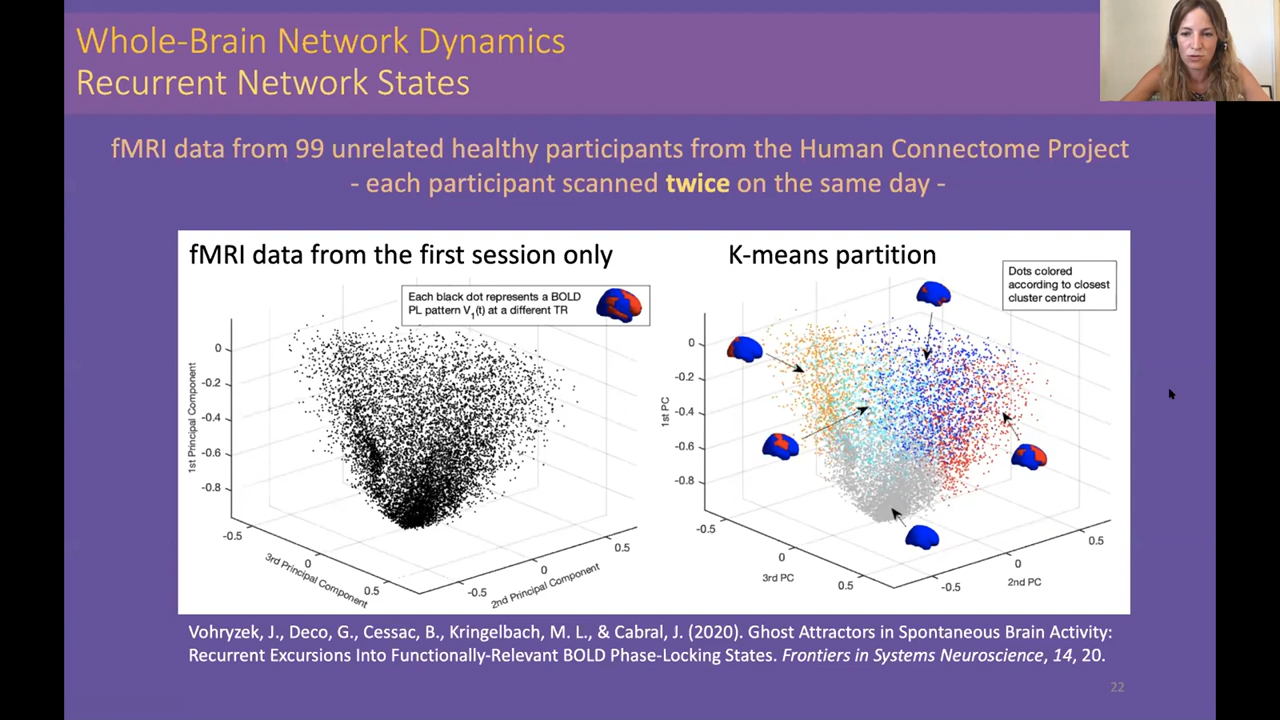 Whole-Brain Network Dynamics
Recurrent Network States
fMRI data from 99 unrelated healthy participants from the Human Connectome Project
- each participant scanned twice on the same day -
fMRI data from the first session only
Each black dot represents a BOLD
PL pattern V1(t) at a different TR
0
-0.2
-0.4
-0.6
-0.8
1st Principal Component
-0.5
0
0.5
3rd Principal Component
-0.5
0
0.5
2nd Principal Component
K-means partition
Dots colored
according to closest
cluster centroid
0
-0.2
-0.4
-0.6
-0.8
1st PC
-0.5
0
0.5
3rd PC
-0.5
0
0.5
2nd PC
Vohryzek, J., Deco, G., Cessac, B., Kringelbach, M. L., & Cabral, J. (2020). Ghost Attractors in Spontaneous Brain Activity:
Recurrent Excursions Into Functionally-Relevant BOLD Phase-Locking States. Frontiers in Systems Neuroscience, 14, 20.
22